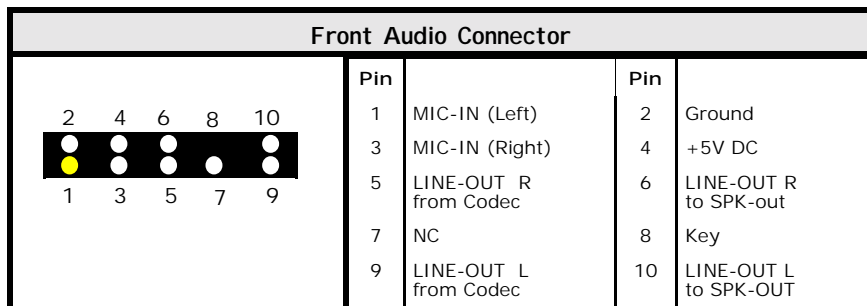 Front Audio Connector
Pin Pin
2 4 6 8 10
1 3 5 7 9
1 MIC-IN (Left) 2 Ground
3 MIC-IN (Right) 4 +5V DC
5 LINE-OUT R 6 LINE-OUT R
from Codec to SPK-out
7 NC 8 Key
9 LINE-OUT L 10 LINE-OUT L
from Codec to SPK-OUT